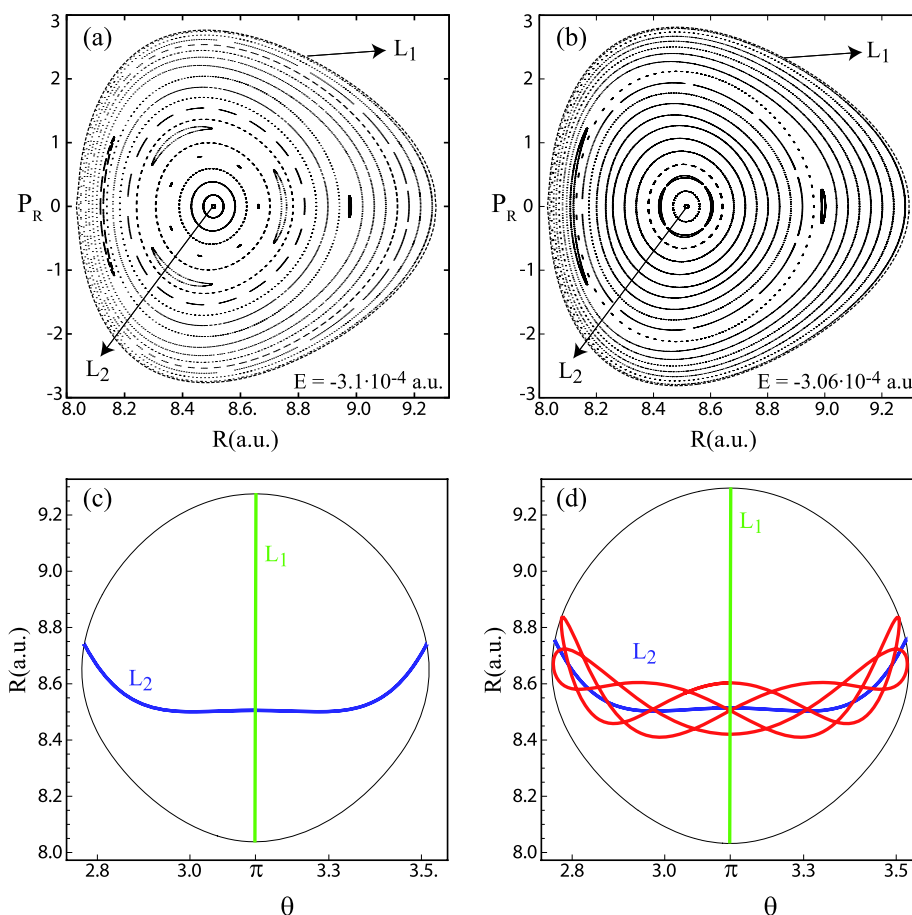 (a)
L1
3
2
1
0
-1
-2
-3
PR
L2
E = -3.1·10-4 a.u.
8.0 8.2 8.4 8.6 8.8 9.0 9.2
R(a.u.)
(b)
L1
3
2
1
0
-1
-2
-3
PR
L2
E = -3.06·10-4 a.u
8.0 8.2 8.4 8.6 8.8 9.0 9.
R(a.u.)
(c)
9.2
9.0
8.8
8.6
8.4
8.2
8.0
R(a.u.)
L1
L2
2.8 3.0 π 3.3 3.5.
θ
(d)
9.2
9.0
8.8
8.6
8.4
8.2
8.0
R(a.u.)
L1
L2
2.8 3.0 π 3.3 3.5
θ